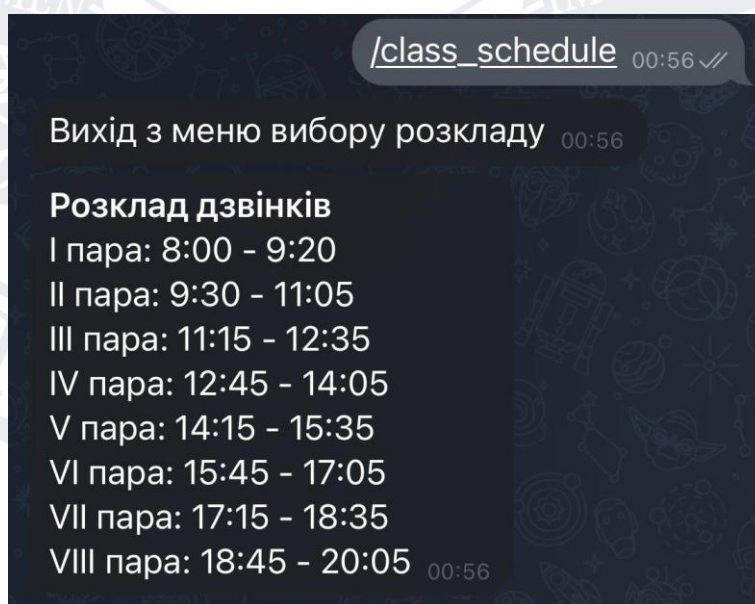 /class_schedule 00:56
Вихід з меню вибору розкладу 00:56
Розклад дзвінків
I пара: 8:00 - 9:20
II пара: 9:30 - 11:05
III пара: 11:15 - 12:35
IV пара: 12:45 - 14:05
V пара: 14:15 - 15:35
VI пара: 15:45 - 17:05
VII пара: 17:15 - 18:35
VIII пара: 18:45 - 20:05 00:56